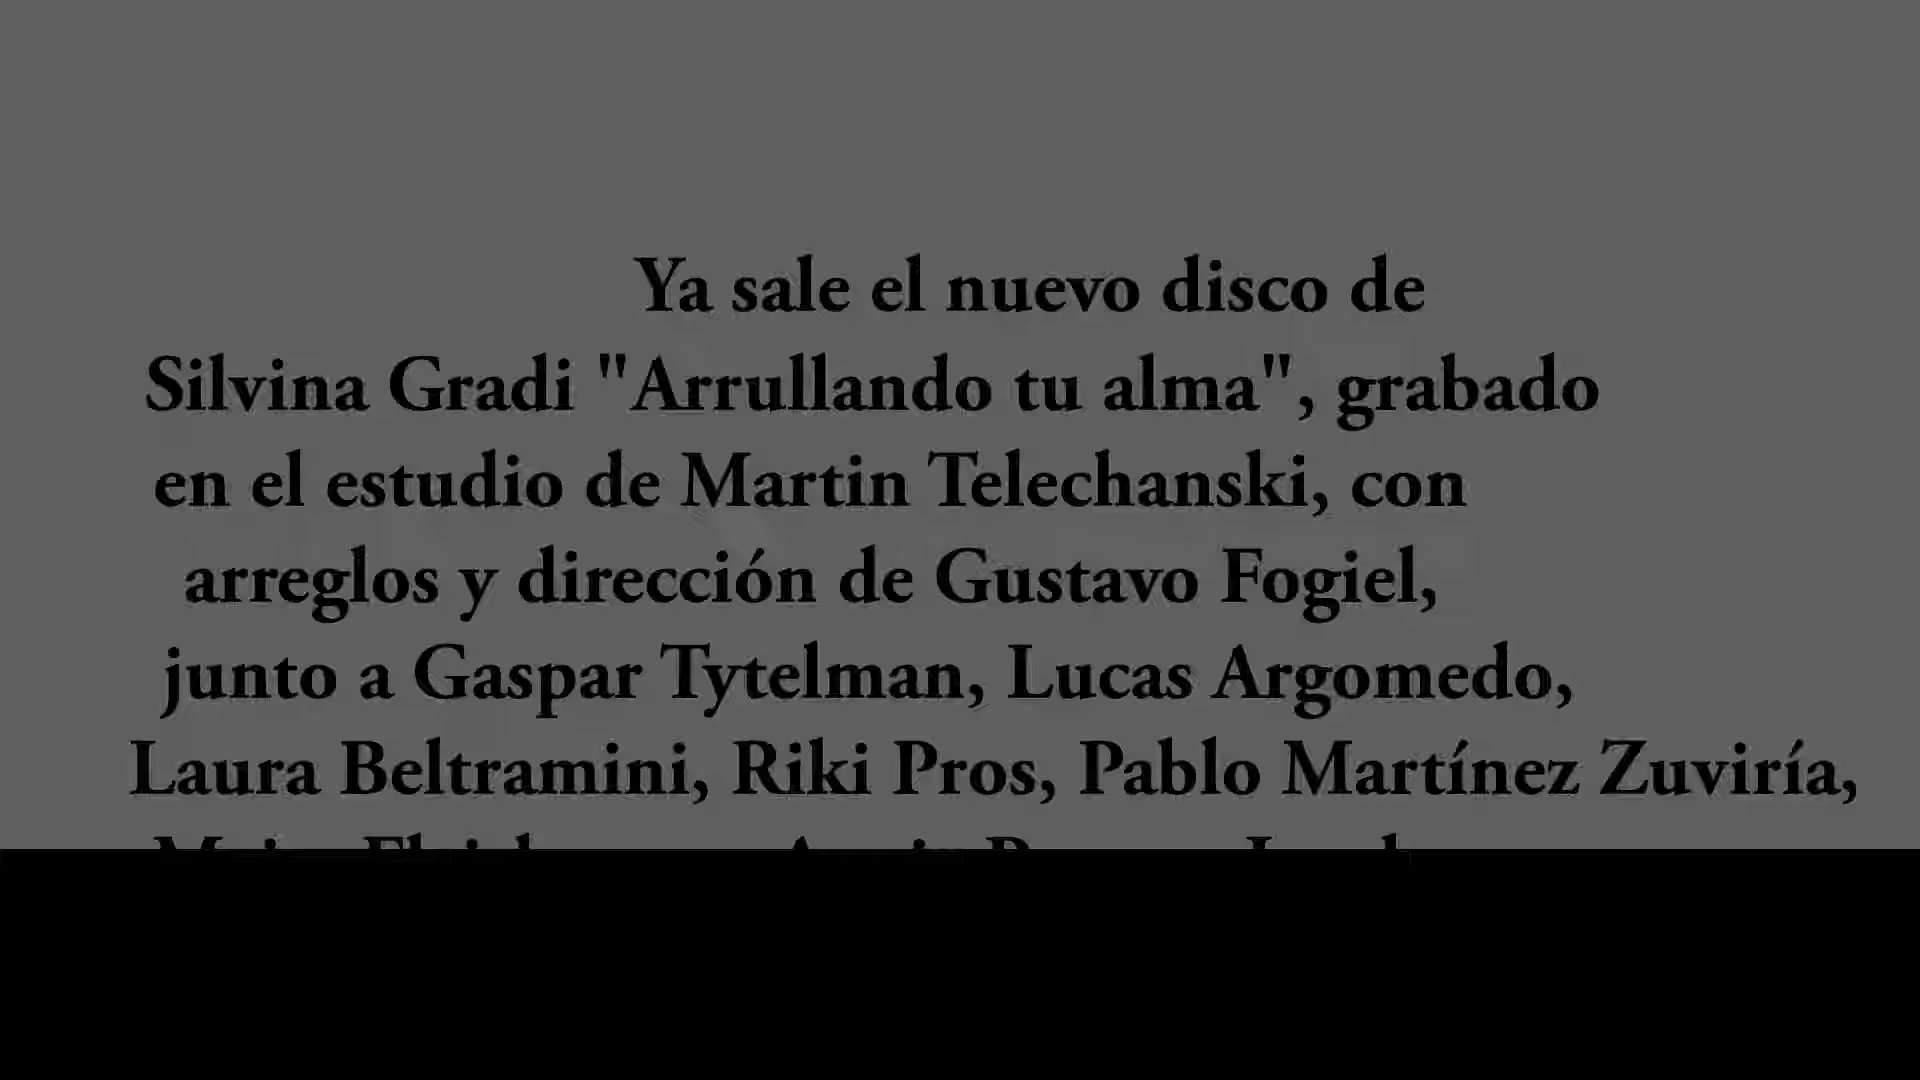 Ya sale el nuevo disco de
Silvina Gradi "Arrullando tu alma", grabado
en el estudio de Martin Telechanski, con
arreglos y dirección de Gustavo Fogiel,
junto a Gaspar Tytelman, Lucas Argomedo,
Laura Beltramini, Riki Pros, Pablo Martínez Zuviría,